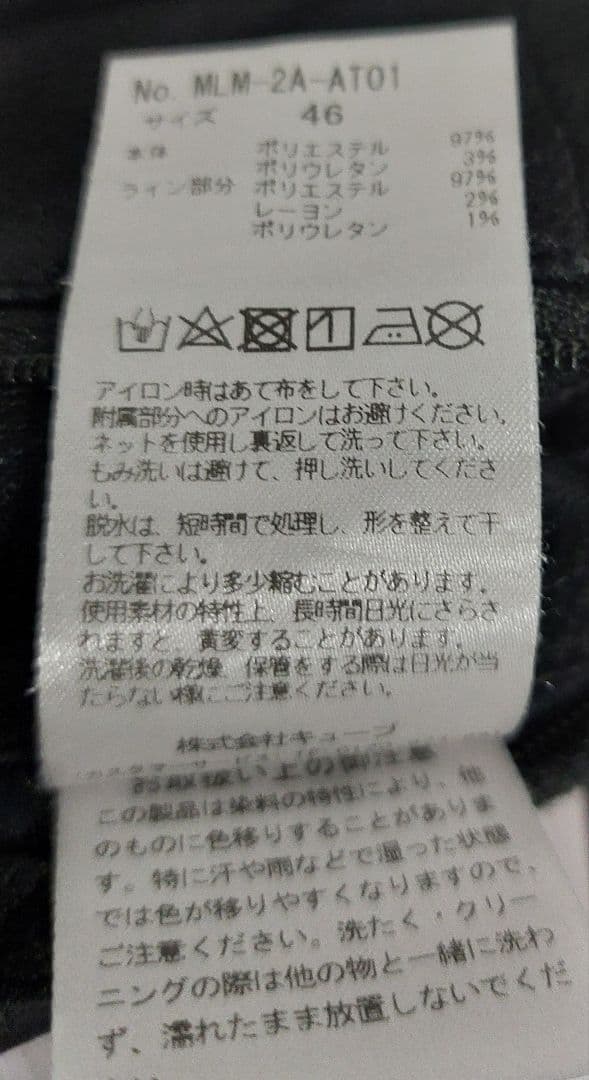 No. MLM-2A-AT01
サイズ 46
本体 ポリエステル 97%
ポリウレタン 3%
ライン部分 ポリエステル 97%
レーヨン 2%
ポリウレタン 1%
アイロン時はあて布をして下さい。
附属部分へのアイロンはお避けください。
ネットを使用し裏返して洗って下さい。
もみ洗いは避けて、押し洗いしてくださ
い。
脱水は、短時間で処理し、形を整えて干
して下さい。
お洗濯により多少縮むことがあります。
使用素材の特性上、長時間日光にさらさ
れますと、黄変することがあります。
洗濯後の乾燥、保管をする際は日光が当
たらない様にご注意ください。
株式会社キューブ
お取扱い上の御注意
この製品は染料の特性により、他
のものに色移りすることがありま
す。特に汗や雨などで湿った状態
では色が移りやすくなりますので、
ご注意ください。洗たく・クリー
ニングの際は他の物と一緒に洗わ
ず、濡れたまま放置しないでくだ